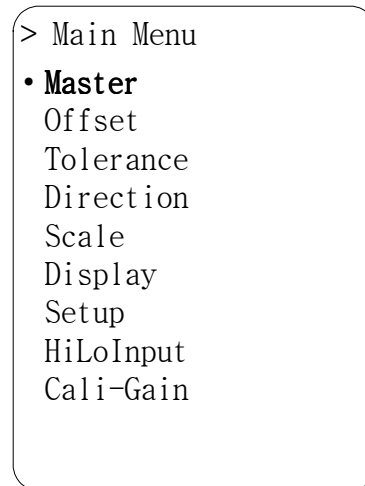 > Main Menu
• Master
Offset
Tolerance
Direction
Scale
Display
Setup
HiLoInput
Cali-Gain